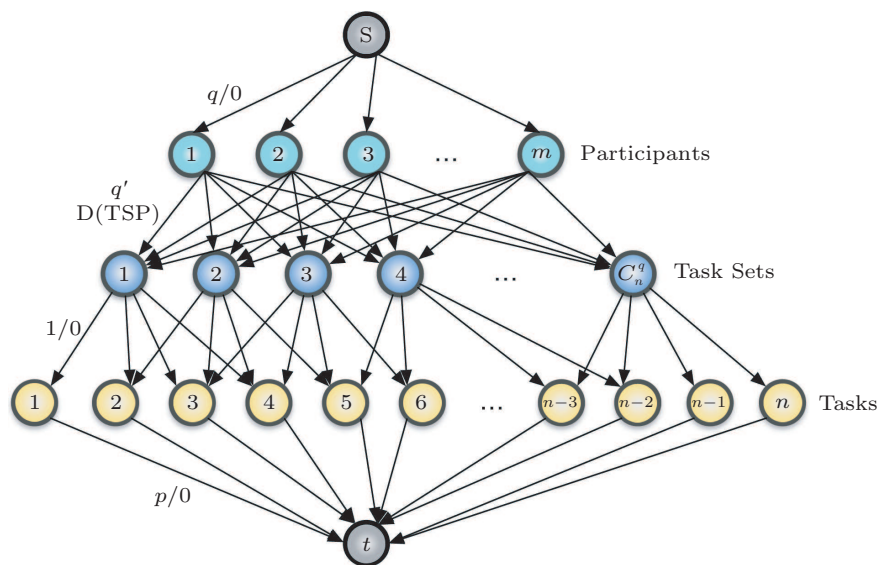 S
q/0
1 2 3 ... m Participants
q′
D(TSP)
1 2 3 4 ... C_n^q Task Sets
1/0
1 2 3 4 5 6 ... n−3 n−2 n−1 n Tasks
p/0
t